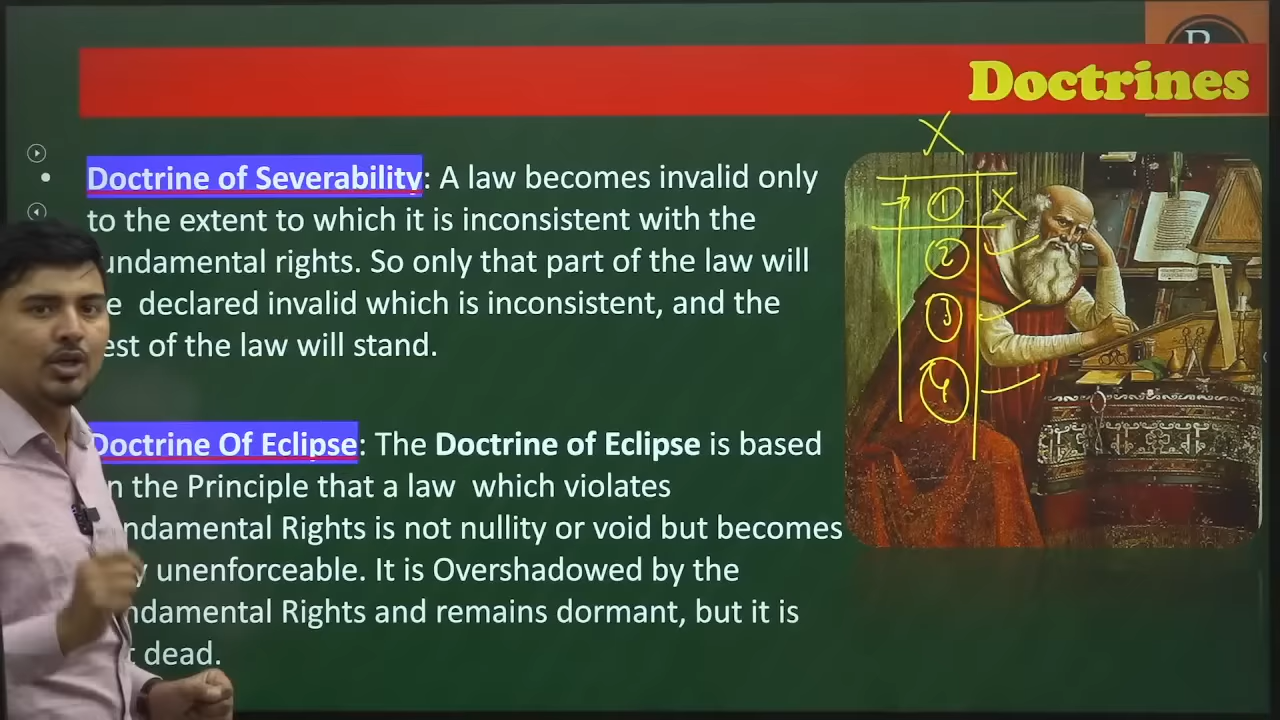 Doctrines
X
Doctrine of Severability: A law becomes invalid only
to the extent to which it is inconsistent with the
undamental rights. So only that part of the law will
e declared invalid which is inconsistent, and the
est of the law will stand.
1 X
2
3
4
Doctrine Of Eclipse: The Doctrine of Eclipse is based
n the Principle that a law which violates
ndamental Rights is not nullity or void but becomes
y unenforceable. It is Overshadowed by the
ndamental Rights and remains dormant, but it is
t dead.